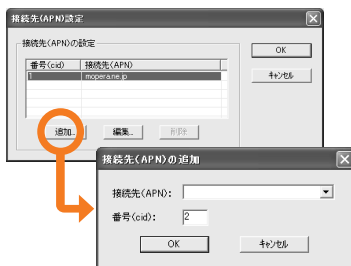 接続先(APN)設定
接続先(APN)の設定
番号(cid) 接続先(APN)
1 mopera.ne.jp
OK
キャンセル
追加... 編集... 削除
接続先(APN)の追加
接続先(APN):
番号(cid): 2
OK キャンセル